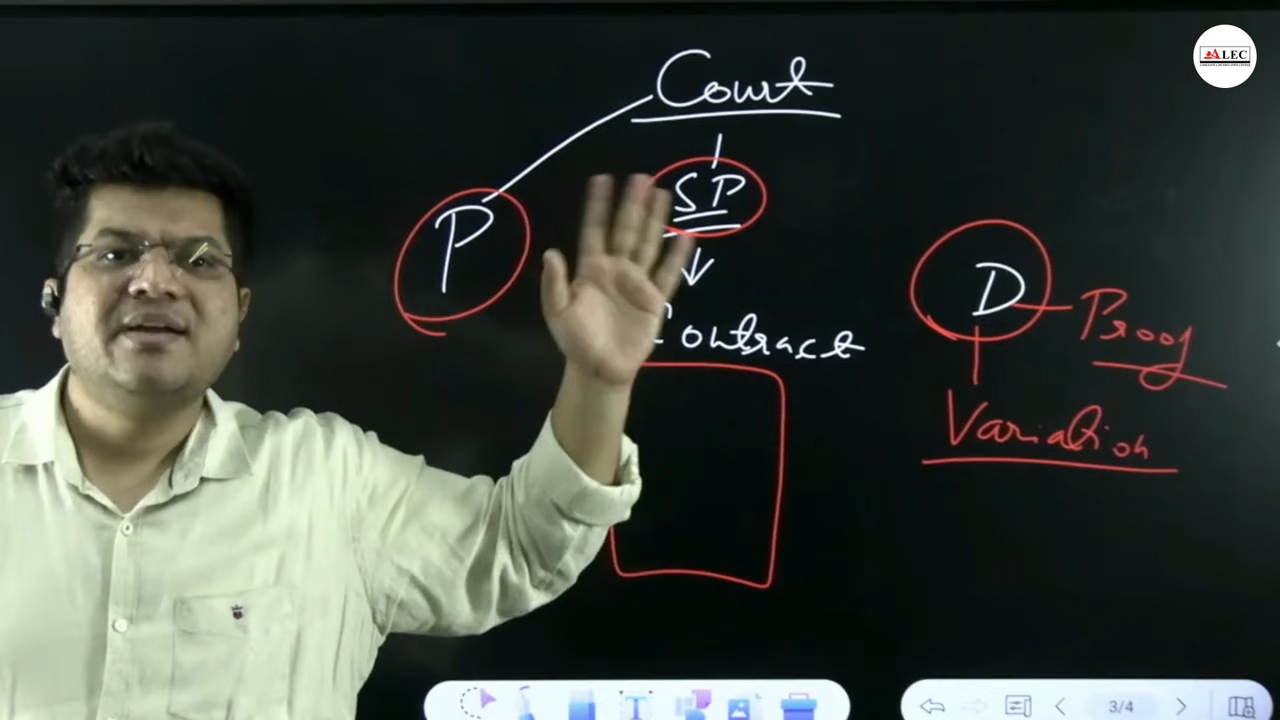 Court
SP
P
Contract
D
Proof
Variation
ALEC
T
3/4